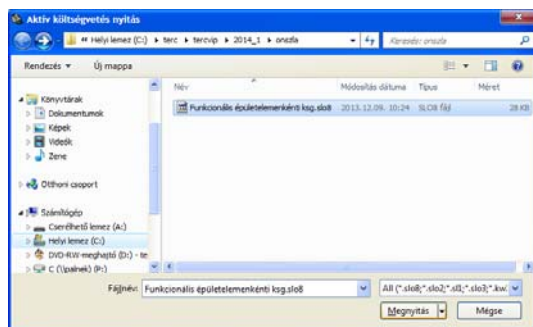 Aktív költségvetés nyitás
« Helyi lemez (C:) ▸ terc ▸ tercvip ▸ 2014_1 ▸ onszla
Keresés: onszla
Rendezés ▾ Új mappa
Név Módosítás dátuma Típus Méret
Funkcionális épületelemenkénti ksg.slo8 2013.12.09. 10:24 SLO8 fájl 28 KB
Könyvtárak
Dokumentumok
Képek
Videók
Zene
Otthoni csoport
Számítógép
Cserélhető lemez (A:)
Helyi lemez (C:)
DVD-RW-meghajtó (D:) - te
C (\\palnek) (P:)
Fájlnév: Funkcionális épületelemenkénti ksg.slo8
All (*.slo8;*.slo2;*.sl1;*.slo3;*.kw:
Megnyitás Mégse